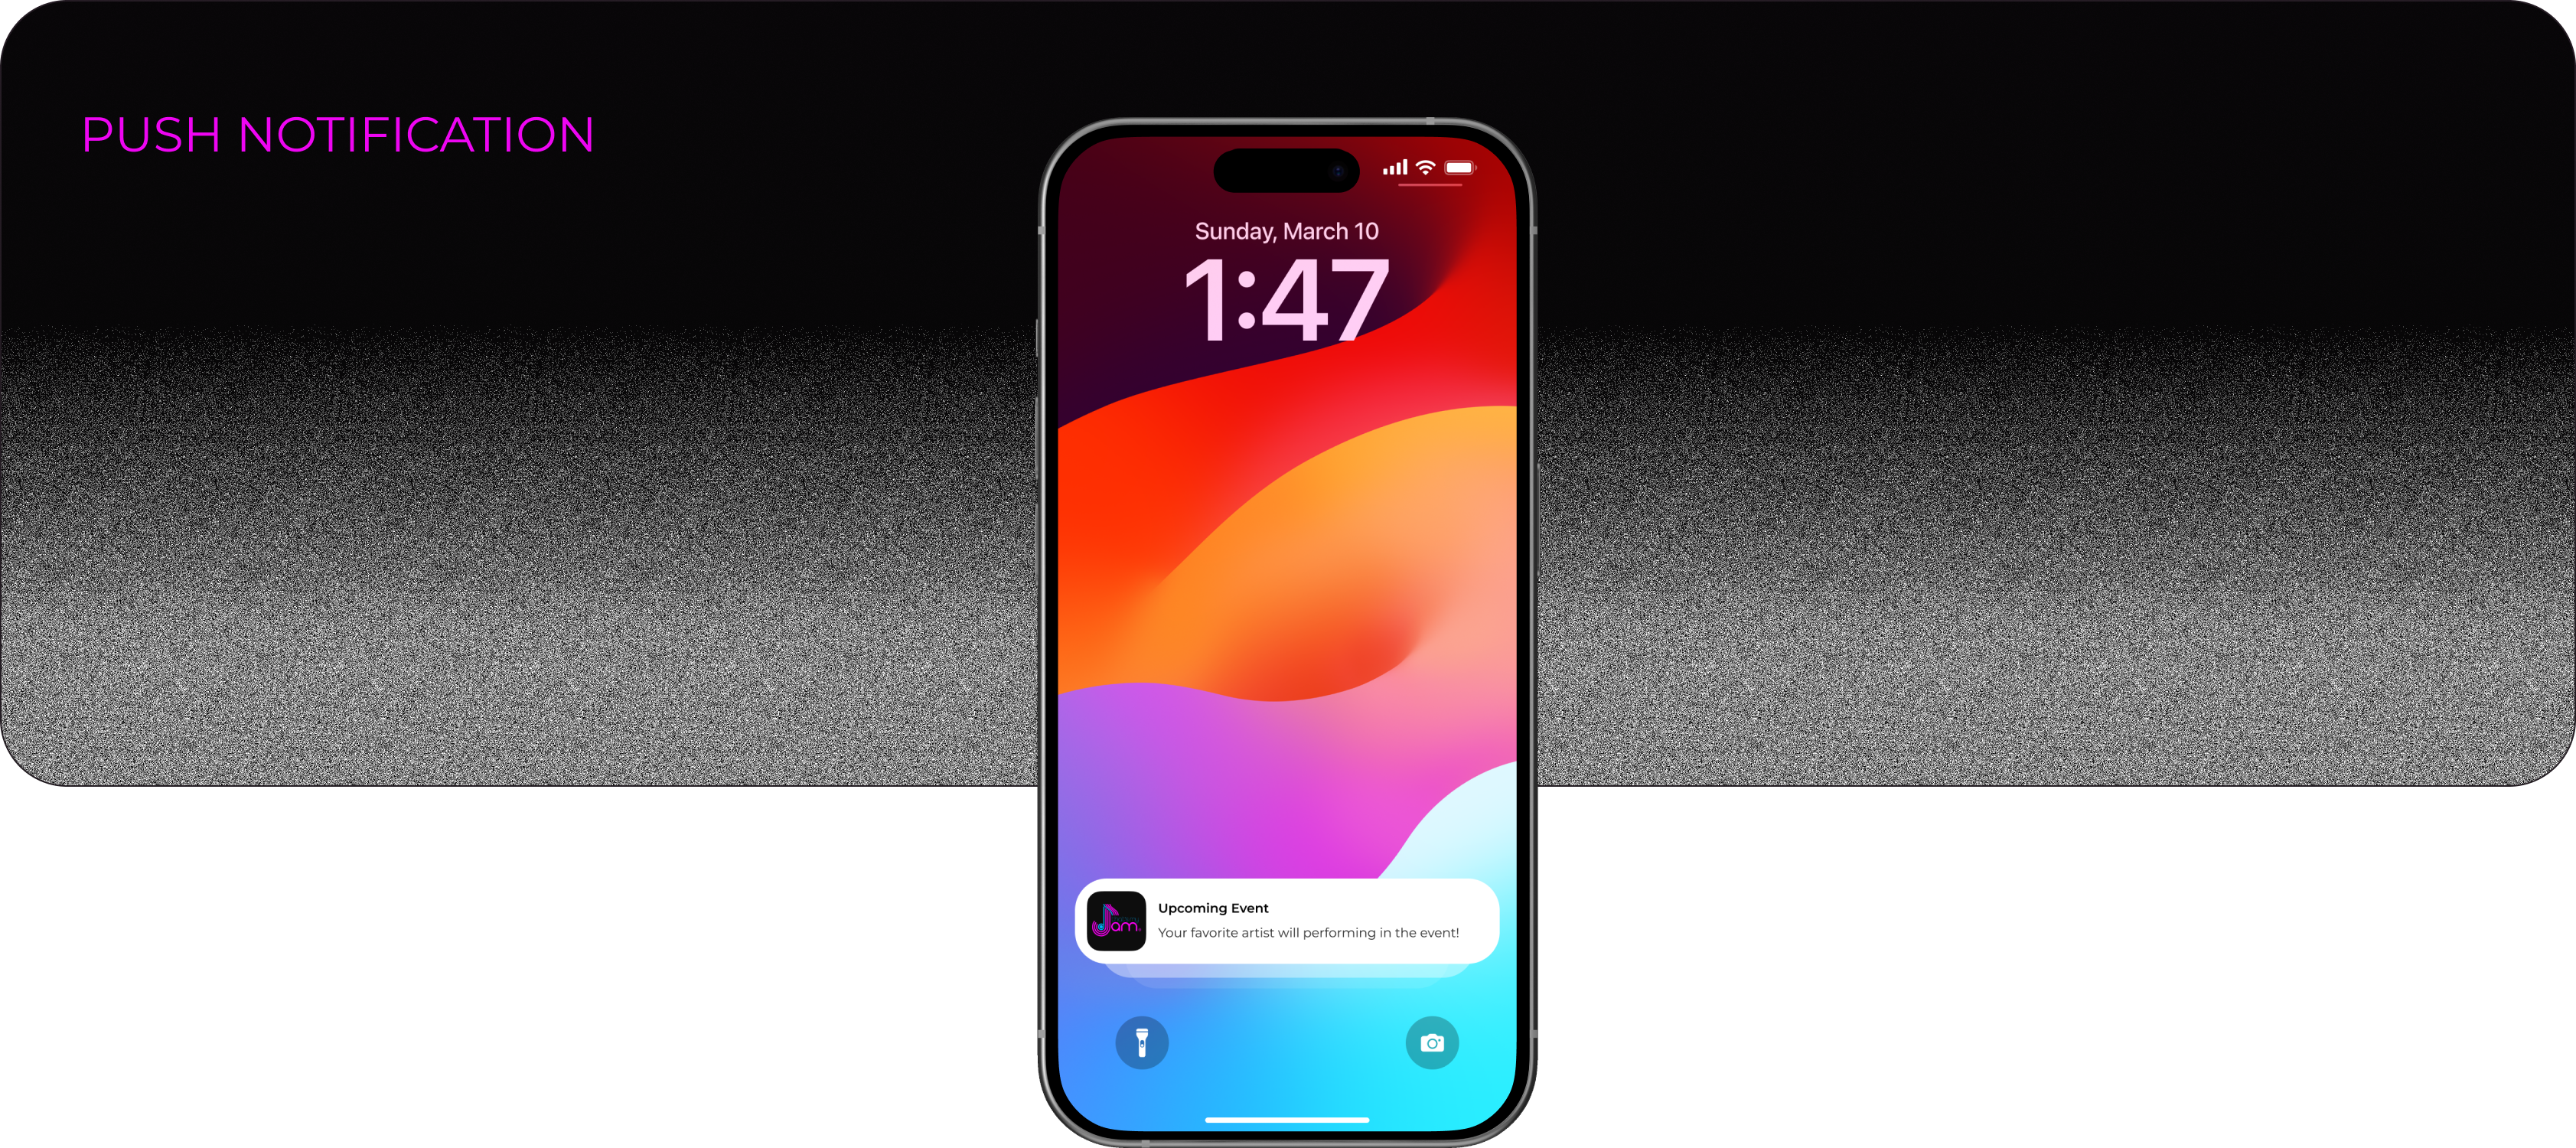 PUSH NOTIFICATION
Sunday, March 10
1:47
Upcoming Event
Jam
Your favorite artist will performing in the event!